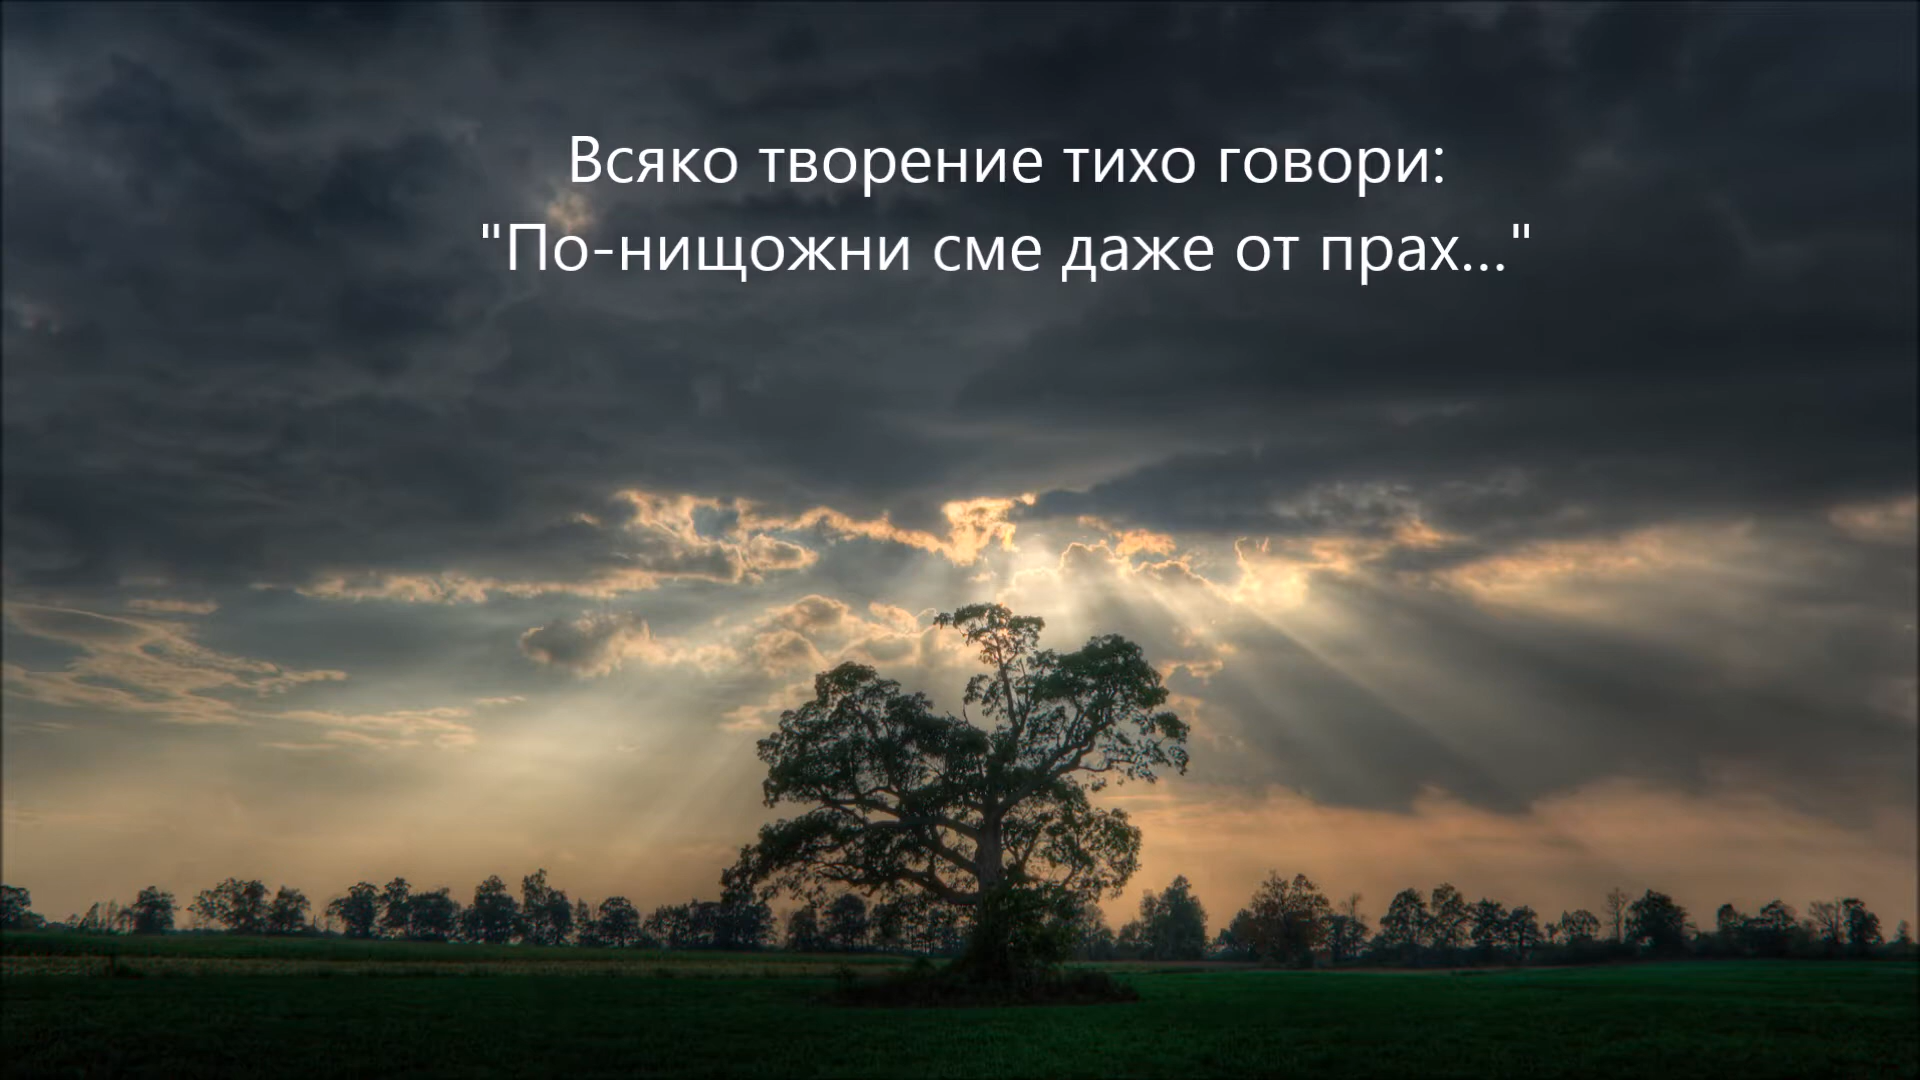 Всяко творение тихо говори:
"По-нищожни сме даже от прах..."